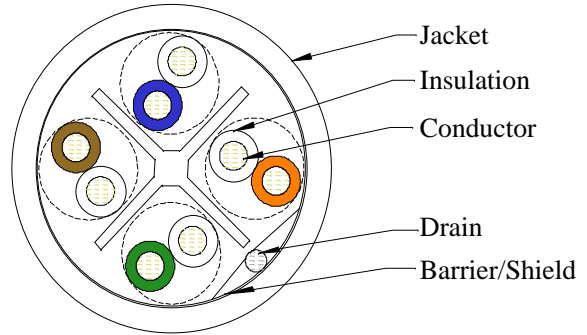 Jacket
Insulation
Conductor
Drain
Barrier/Shield